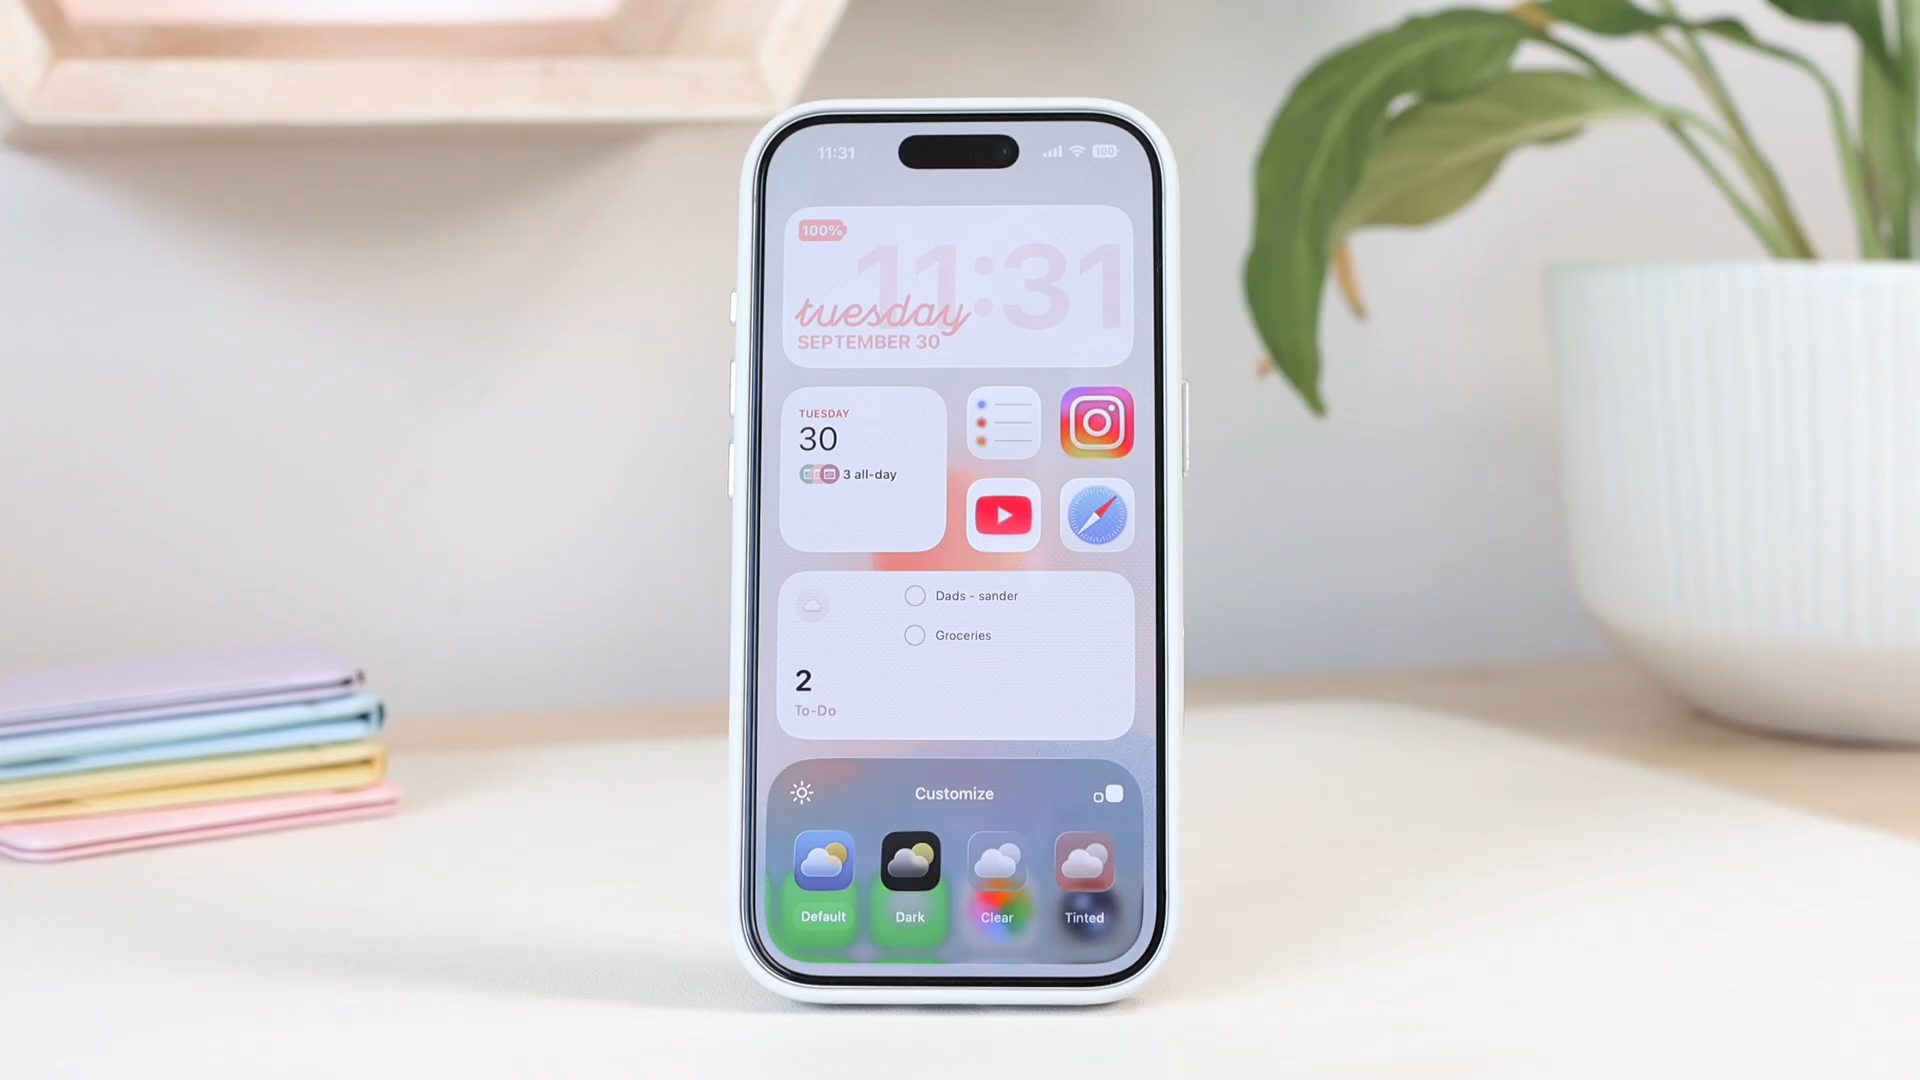 11:31
100
100%
11:31
tuesday
SEPTEMBER 30
TUESDAY
30
3 all-day
Dads - sander
Groceries
2
To-Do
Customize
Default
Dark
Clear
Tinted